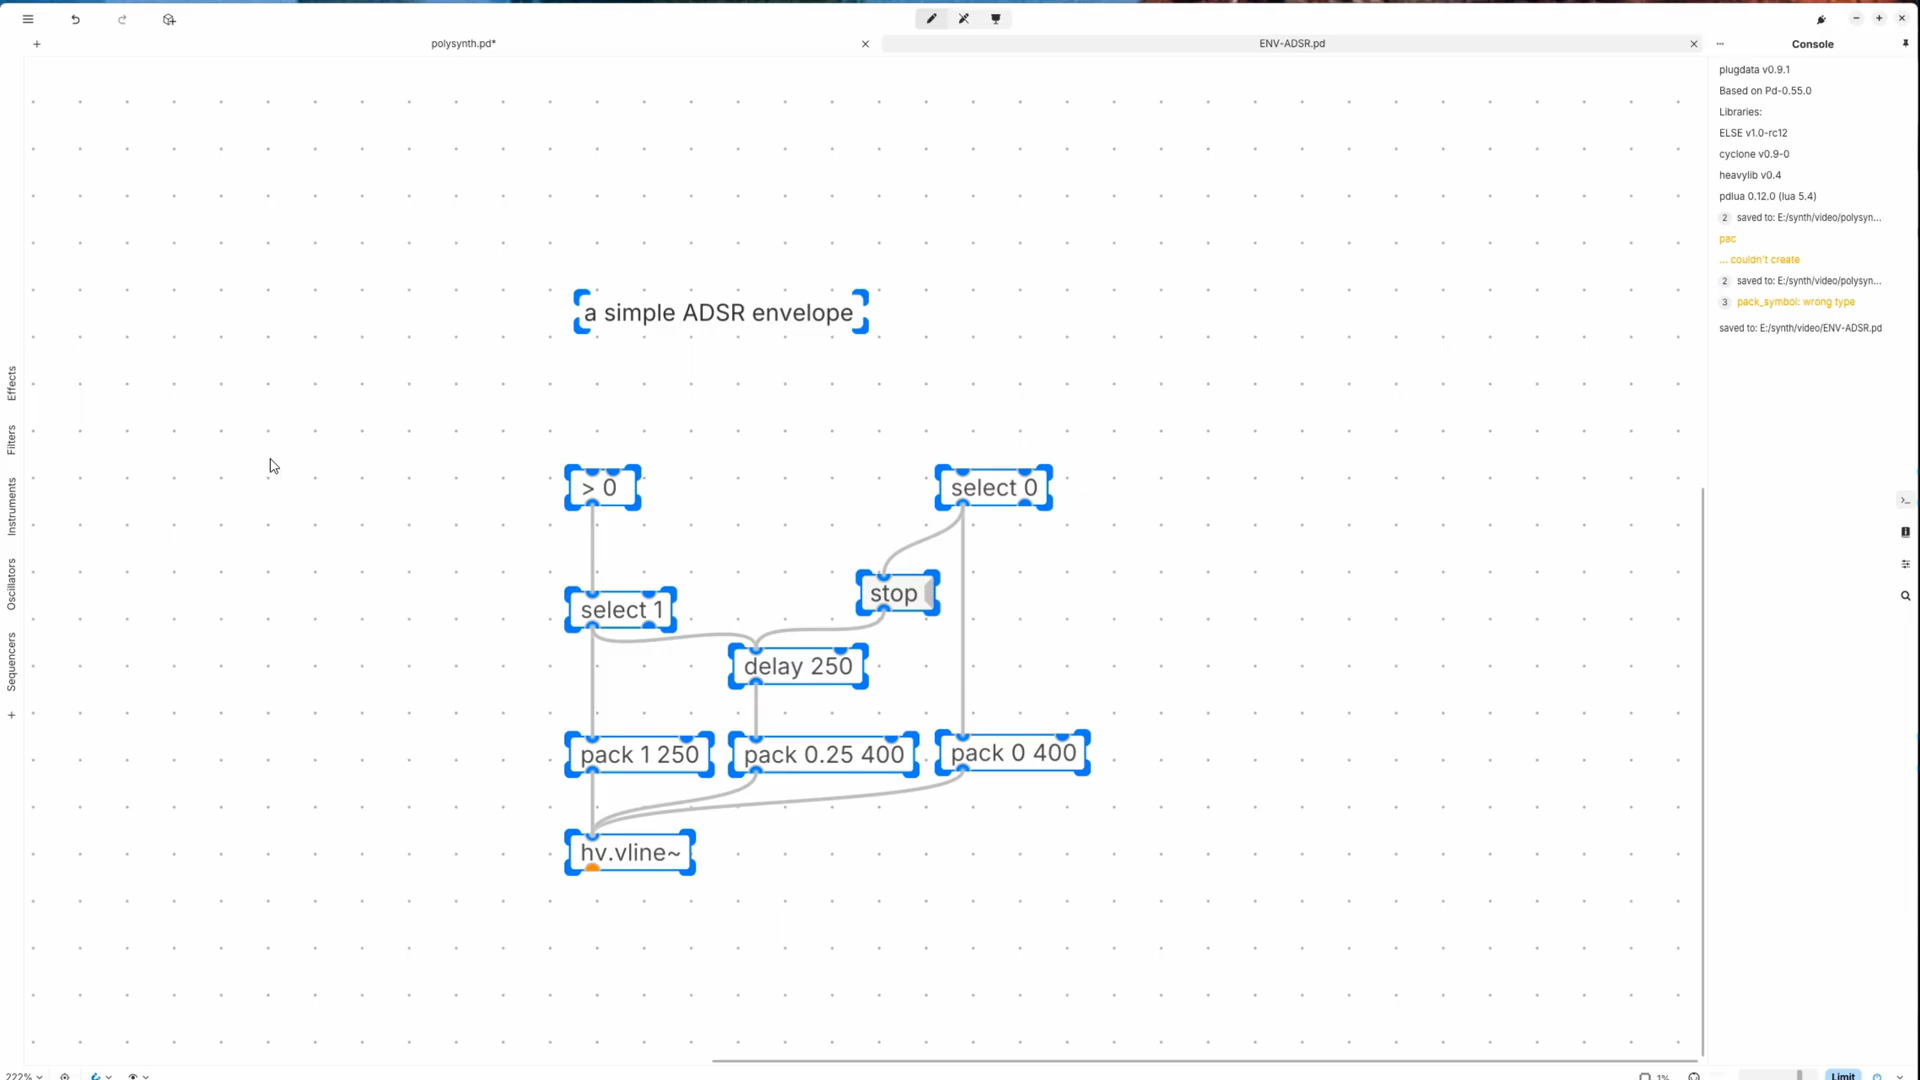 polysynth.pd*
ENV-ADSR.pd
Console
plugdata v0.9.1
Based on Pd-0.55.0
Libraries:
ELSE v1.0-rc12
cyclone v0.9-0
heavylib v0.4
pdlua 0.12.0 (lua 5.4)
2 saved to: E:/synth/video/polysyn...
pac
... couldn't create
2 saved to: E:/synth/video/polysyn...
3 pack_symbol: wrong type
saved to: E:/synth/video/ENV-ADSR.pd
Effects
Filters
Instruments
Oscillators
Sequencers
+
a simple ADSR envelope
> 0
select 0
select 1
stop
delay 250
pack 1 250
pack 0.25 400
pack 0 400
hv.vline~
222%
1%
Limit